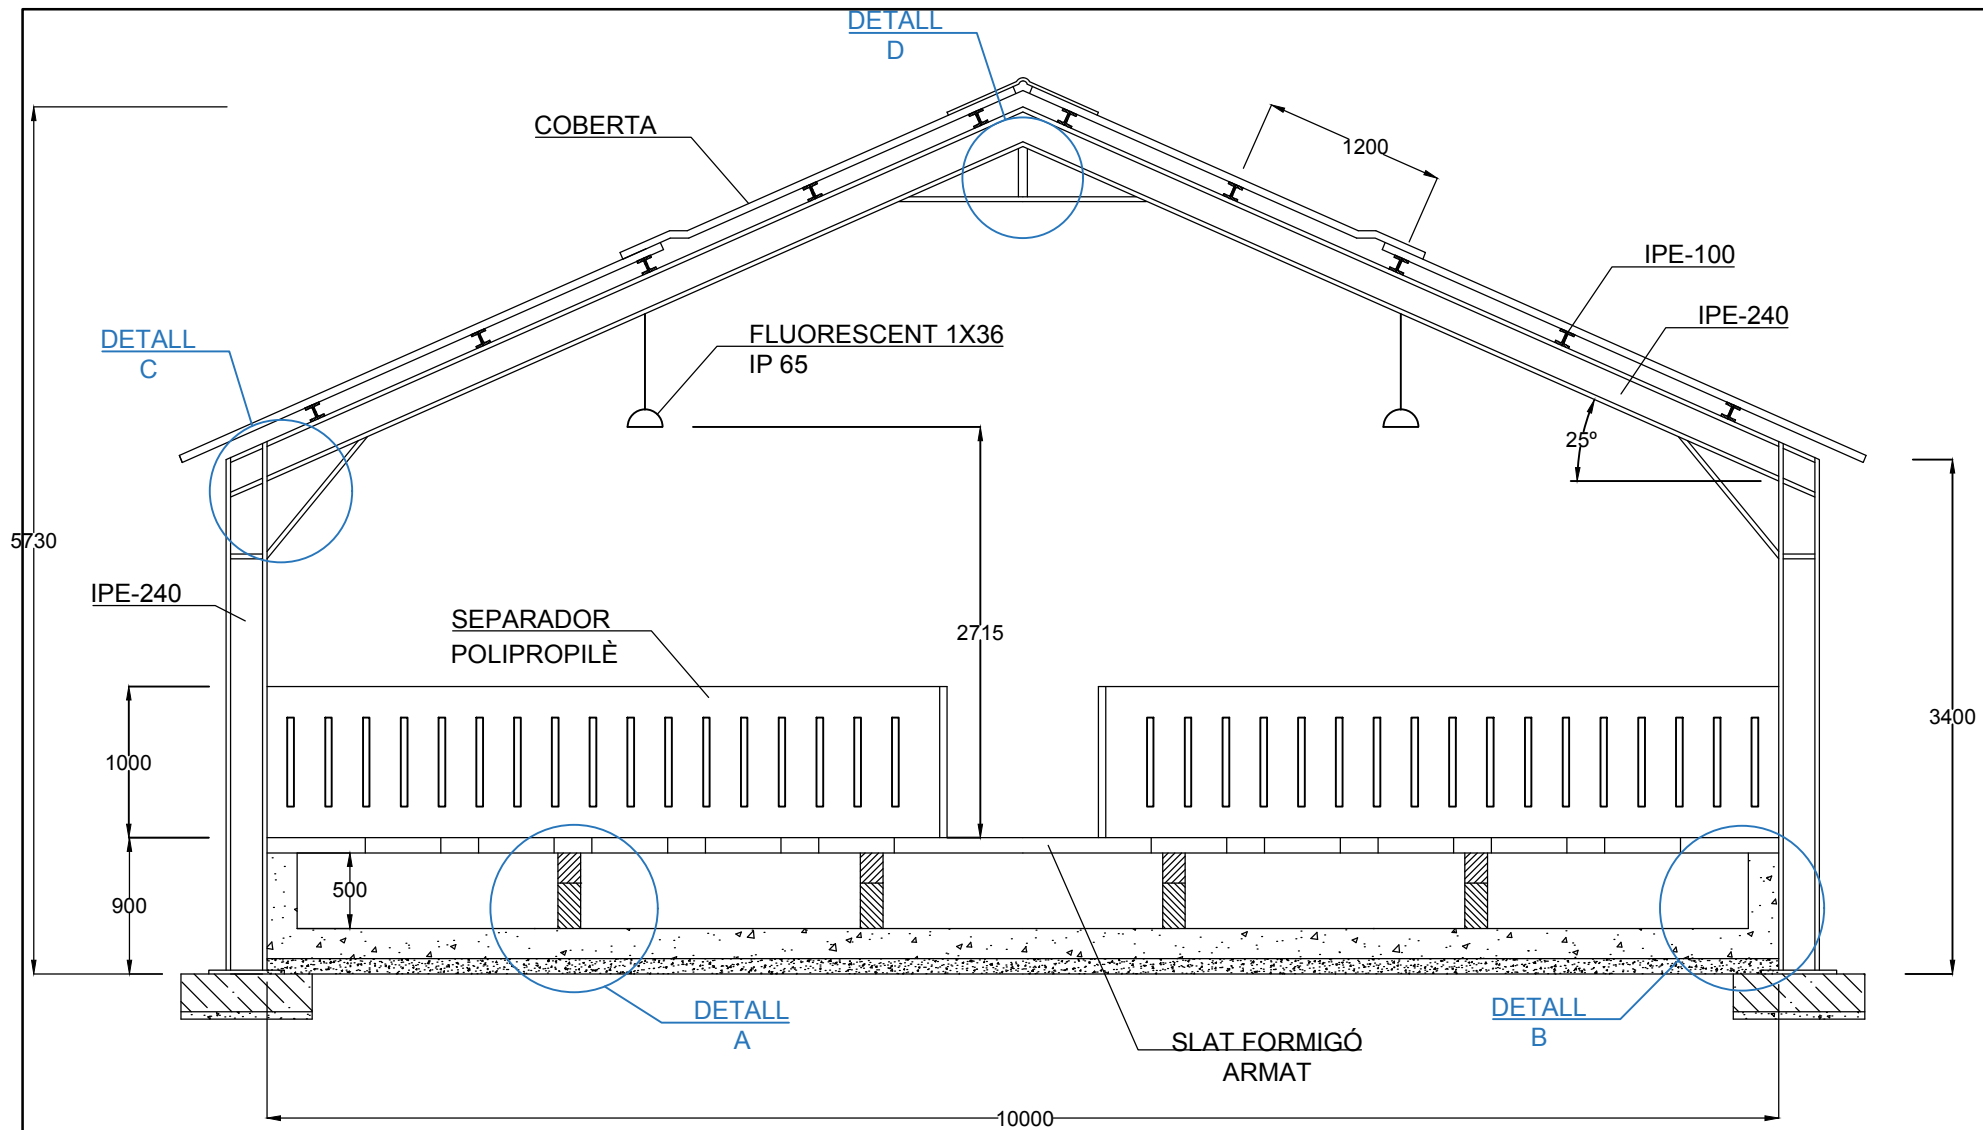 DETALL
D
COBERTA
1200
IPE-100
IPE-240
DETALL
C
FLUORESCENT 1X36
IP 65
25º
5730
IPE-240
SEPARADOR
POLIPROPILÈ
2715
3400
1000
500
900
DETALL
A
DETALL
B
SLAT FORMIGÓ
ARMAT
10000